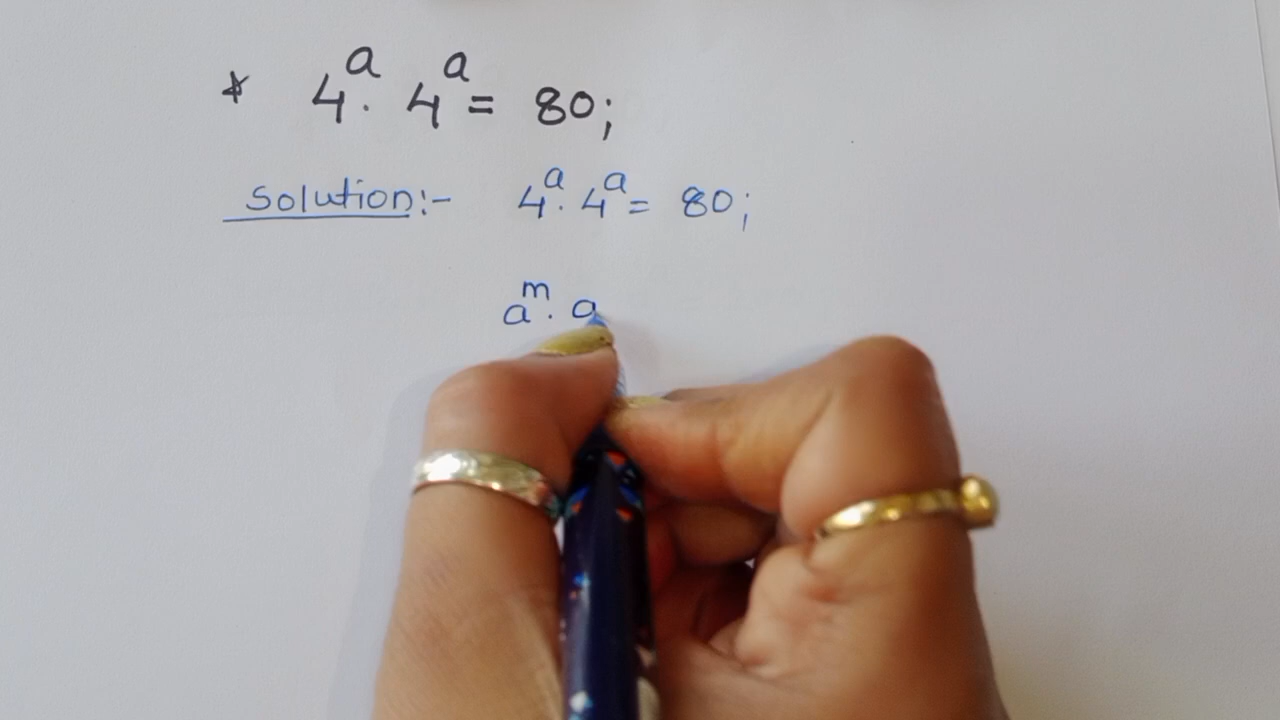 * 4^a . 4^a = 80;
Solution:- 4^a . 4^a = 80;
a^m . a